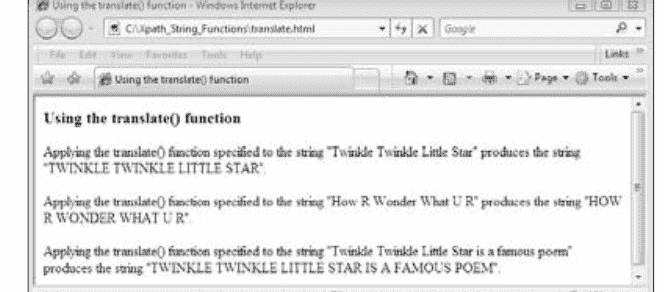 Using the translate() function - Windows Internet Explorer
C:\Xpath_String_Functions\translate.html
Google
File Edit View Favorites Tools Help
Links
Using the translate() function
Page
Tools
Using the translate() function
Applying the translate() function specified to the string "Twinkle Twinkle Little Star" produces the string
"TWINKLE TWINKLE LITTLE STAR".
Applying the translate() function specified to the string "How R Wonder What U R" produces the string "HOW
R WONDER WHAT U R".
Applying the translate() function specified to the string "Twinkle Twinkle Little Star is a famous poem"
produces the string "TWINKLE TWINKLE LITTLE STAR IS A FAMOUS POEM".